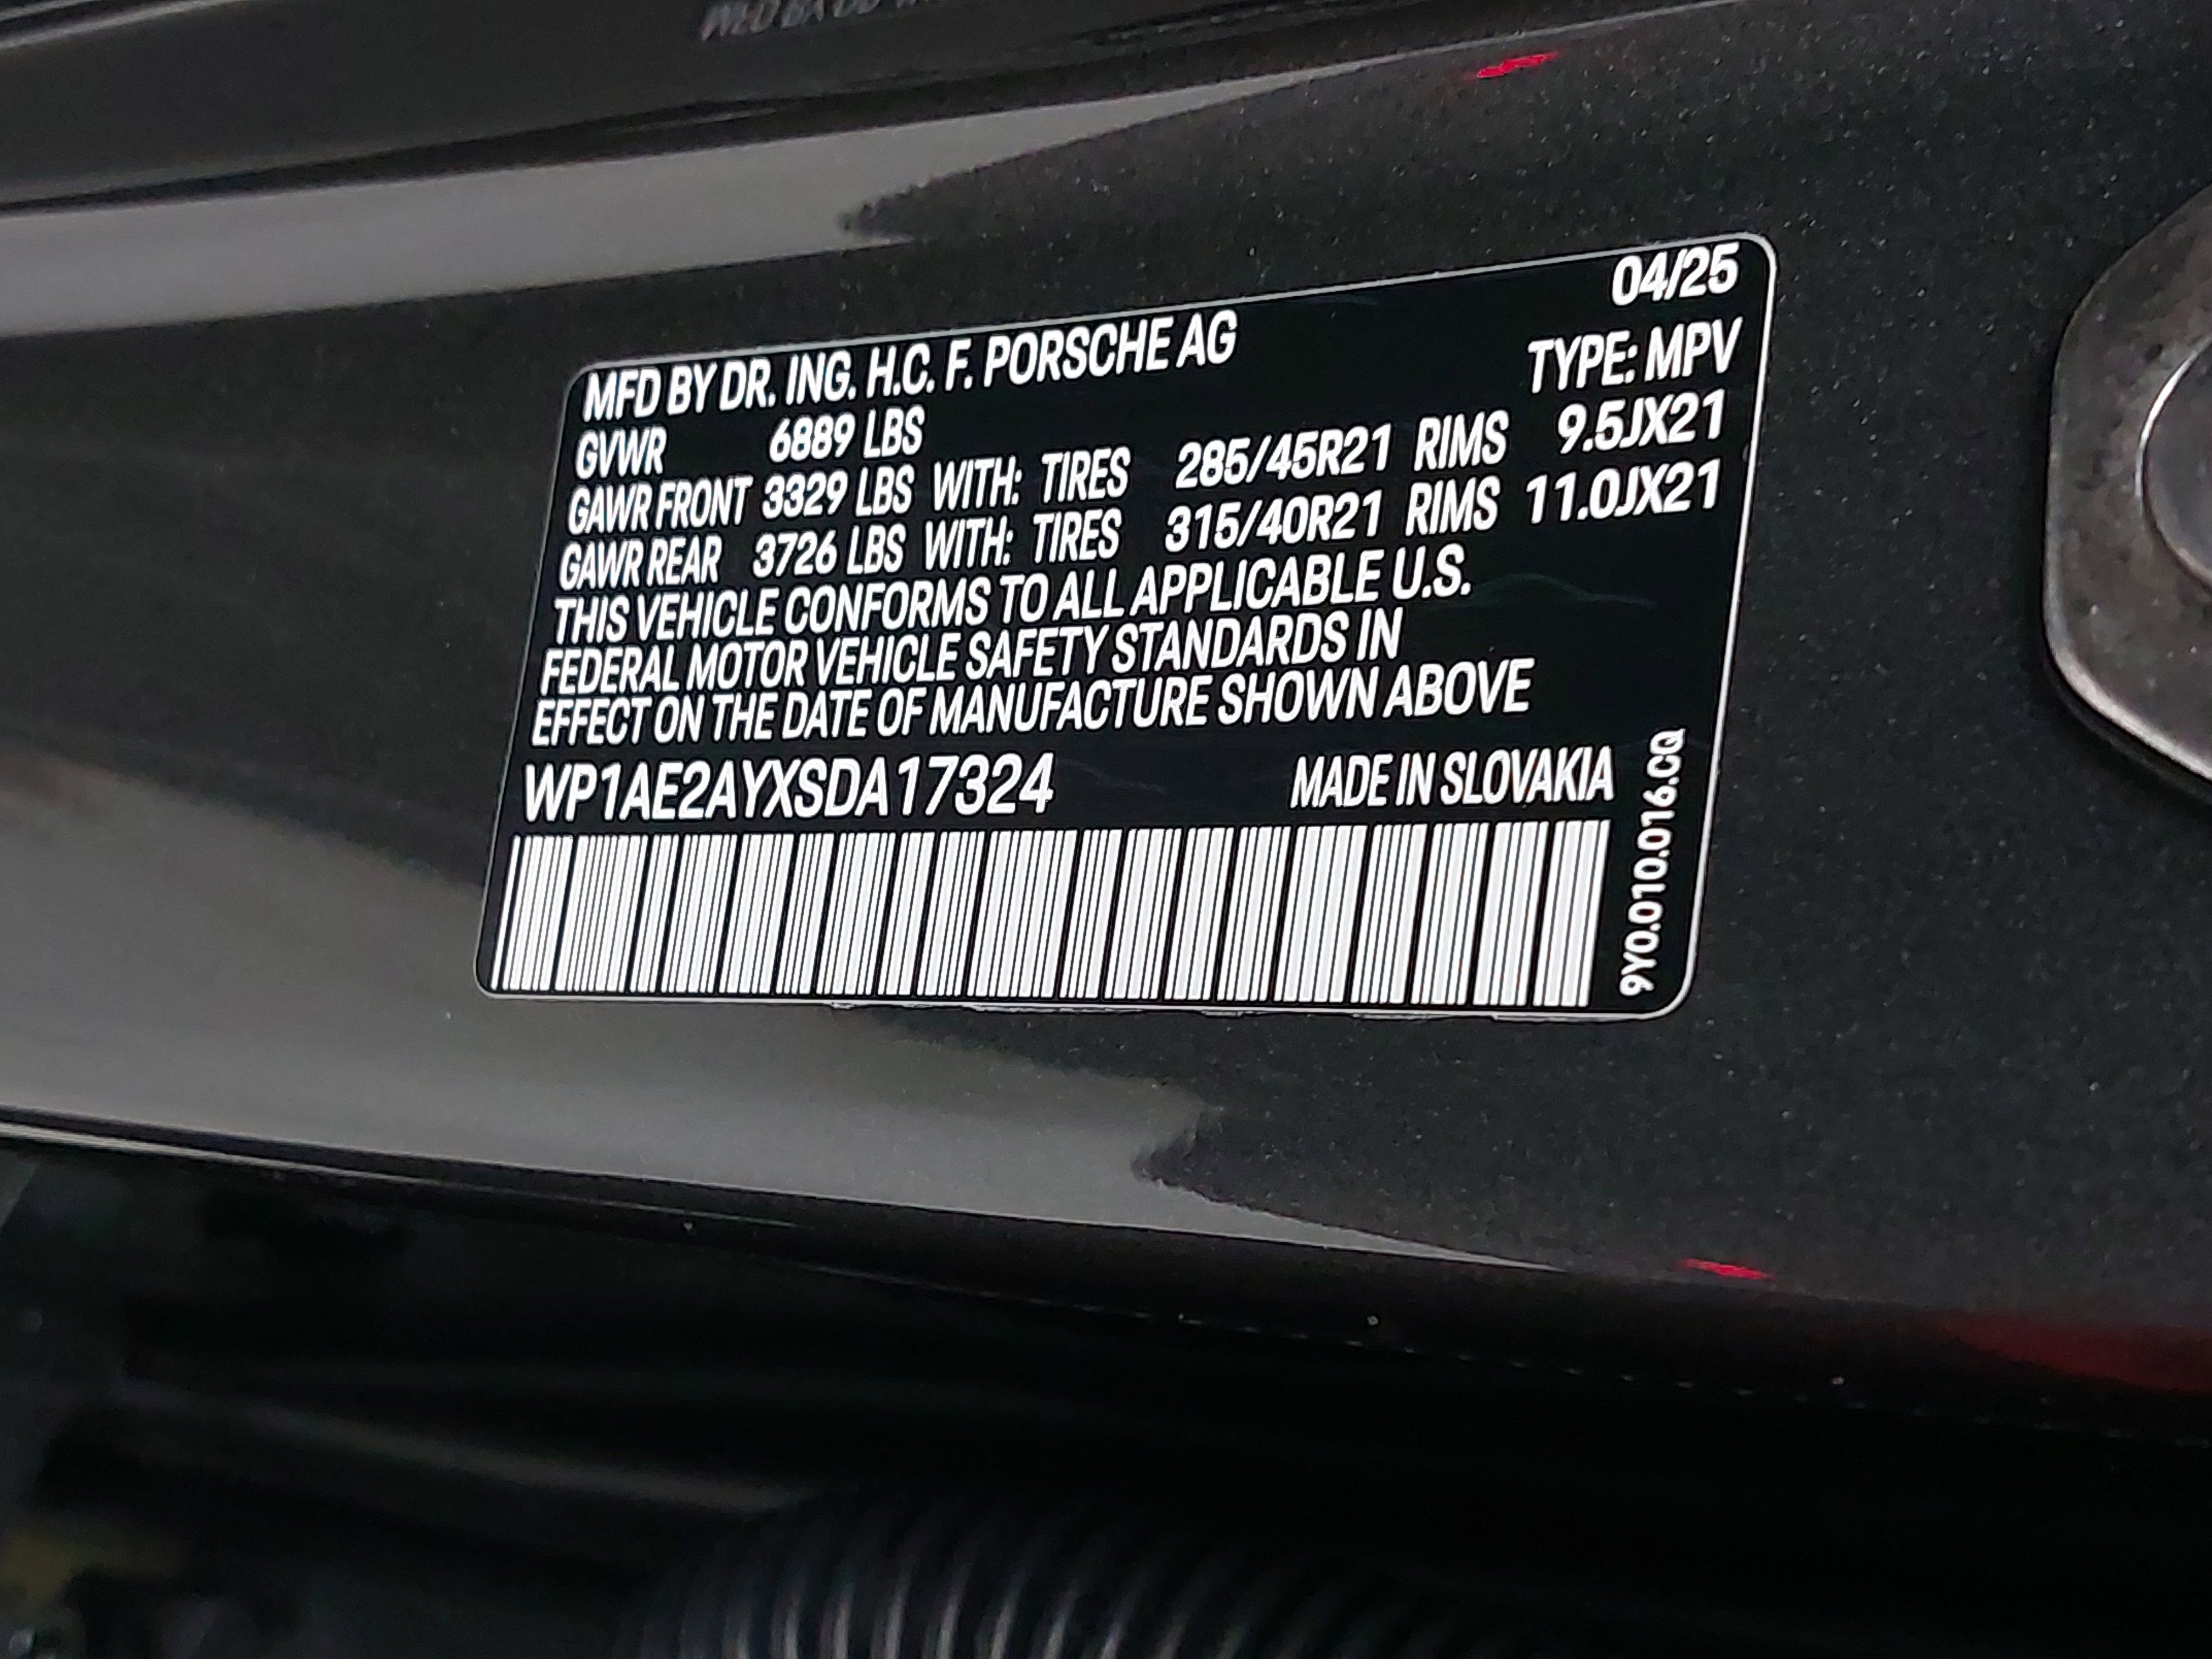 04/25
MFD BY DR. ING. H.C. F. PORSCHE AG
TYPE: MPV
GVWR 6889 LBS
GAWR FRONT 3329 LBS WITH: TIRES 285/45R21 RIMS 9.5JX21
GAWR REAR 3726 LBS WITH: TIRES 315/40R21 RIMS 11.0JX21
THIS VEHICLE CONFORMS TO ALL APPLICABLE U.S.
FEDERAL MOTOR VEHICLE SAFETY STANDARDS IN
EFFECT ON THE DATE OF MANUFACTURE SHOWN ABOVE
WP1AE2AYXSDA17324 MADE IN SLOVAKIA
9Y0.010.016.CQ